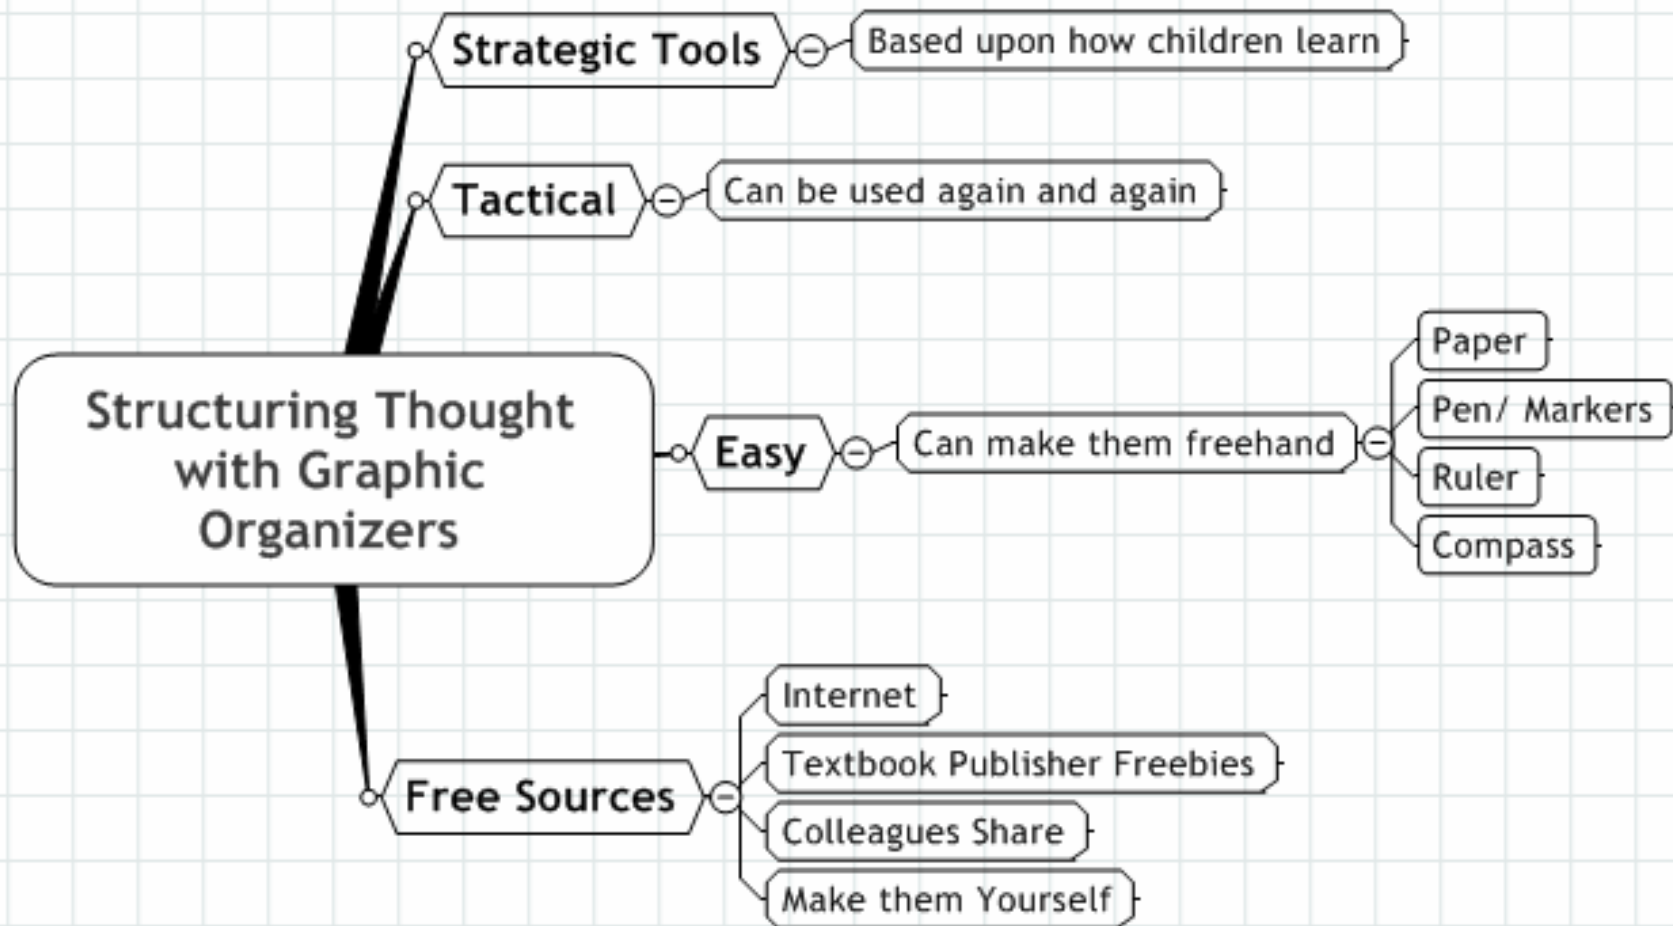 Strategic Tools
Based upon how children learn
Tactical
Can be used again and again
Structuring Thought
with Graphic
Organizers
Easy
Can make them freehand
Paper
Pen/ Markers
Ruler
Compass
Free Sources
Internet
Textbook Publisher Freebies
Colleagues Share
Make them Yourself